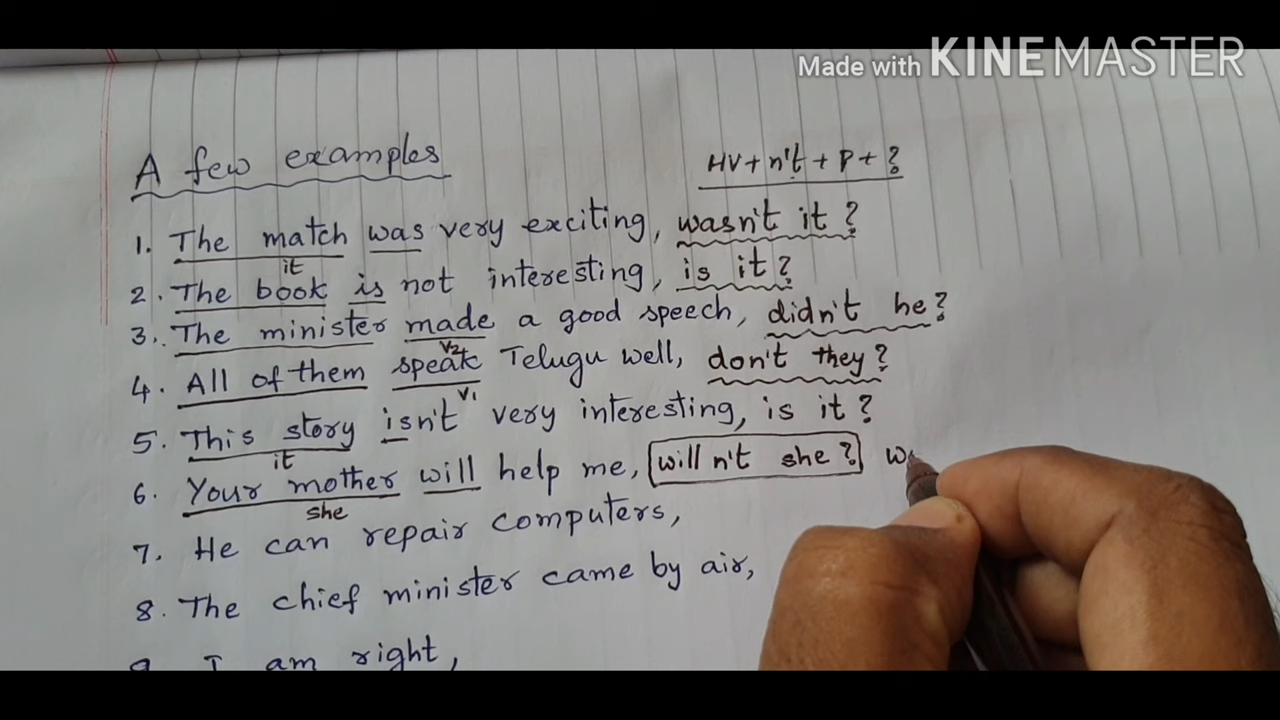 Made with KINEMASTER
A few examples
HV + n't + P + ?
1. The match was very exciting, wasn't it?
it
2. The book is not interesting, is it?
3. The minister made a good speech, didn't he?
V2
4. All of them speak Telugu well, don't they?
V1
5. This story isn't very interesting, is it?
it
6. Your mother will help me, will n't she?
she
7. He can repair computers,
8. The chief minister came by air,
9. I am right,